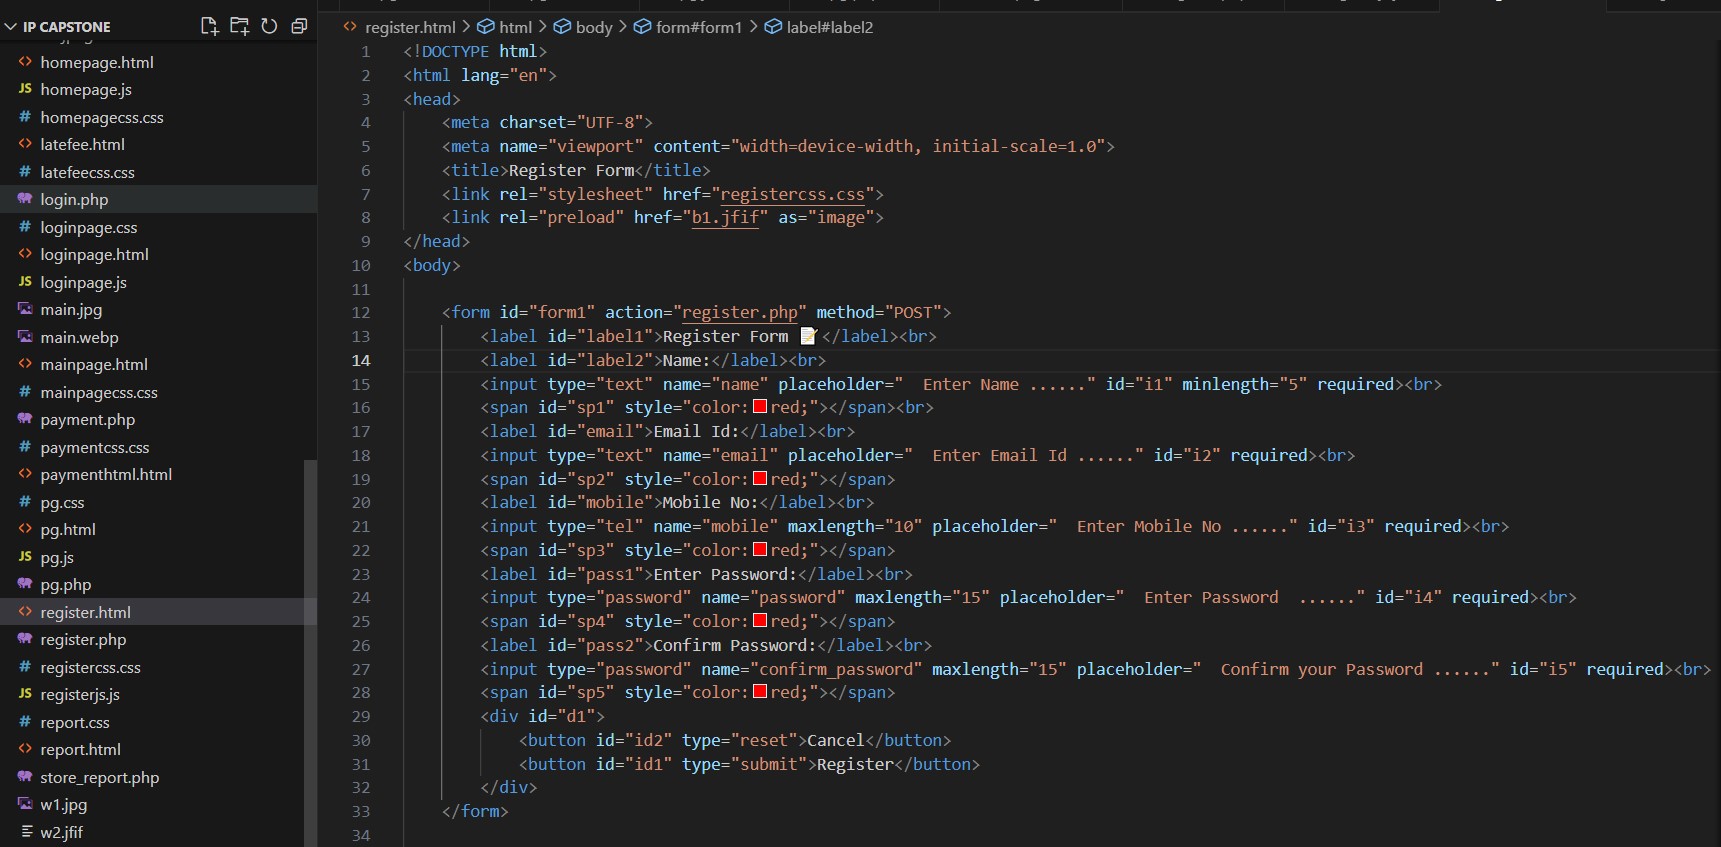 IP CAPSTONE
homepage.html
homepage.js
homepagecss.css
latefee.html
latefeecss.css
login.php
loginpage.css
loginpage.html
loginpage.js
main.jpg
main.webp
mainpage.html
mainpagecss.css
payment.php
paymentcss.css
paymenthtml.html
pg.css
pg.html
pg.js
pg.php
register.html
register.php
registercss.css
registerjs.js
report.css
report.html
store_report.php
w1.jpg
w2.jfif
register.html > html > body > form#form1 > label#label2
1 <!DOCTYPE html>
2 <html lang="en">
3 <head>
4 <meta charset="UTF-8">
5 <meta name="viewport" content="width=device-width, initial-scale=1.0">
6 <title>Register Form</title>
7 <link rel="stylesheet" href="registercss.css">
8 <link rel="preload" href="b1.jfif" as="image">
9 </head>
10 <body>
11
12 <form id="form1" action="register.php" method="POST">
13 <label id="label1">Register Form 📝</label><br>
14 <label id="label2">Name:</label><br>
15 <input type="text" name="name" placeholder="  Enter Name ......" id="i1" minlength="5" required><br>
16 <span id="sp1" style="color:red;"></span><br>
17 <label id="email">Email Id:</label><br>
18 <input type="text" name="email" placeholder="  Enter Email Id ......" id="i2" required><br>
19 <span id="sp2" style="color:red;"></span>
20 <label id="mobile">Mobile No:</label><br>
21 <input type="tel" name="mobile" maxlength="10" placeholder="  Enter Mobile No ......" id="i3" required><br>
22 <span id="sp3" style="color:red;"></span>
23 <label id="pass1">Enter Password:</label><br>
24 <input type="password" name="password" maxlength="15" placeholder="  Enter Password  ......" id="i4" required><br>
25 <span id="sp4" style="color:red;"></span>
26 <label id="pass2">Confirm Password:</label><br>
27 <input type="password" name="confirm_password" maxlength="15" placeholder="  Confirm your Password ......" id="i5" required><br>
28 <span id="sp5" style="color:red;"></span>
29 <div id="d1">
30 <button id="id2" type="reset">Cancel</button>
31 <button id="id1" type="submit">Register</button>
32 </div>
33 </form>
34